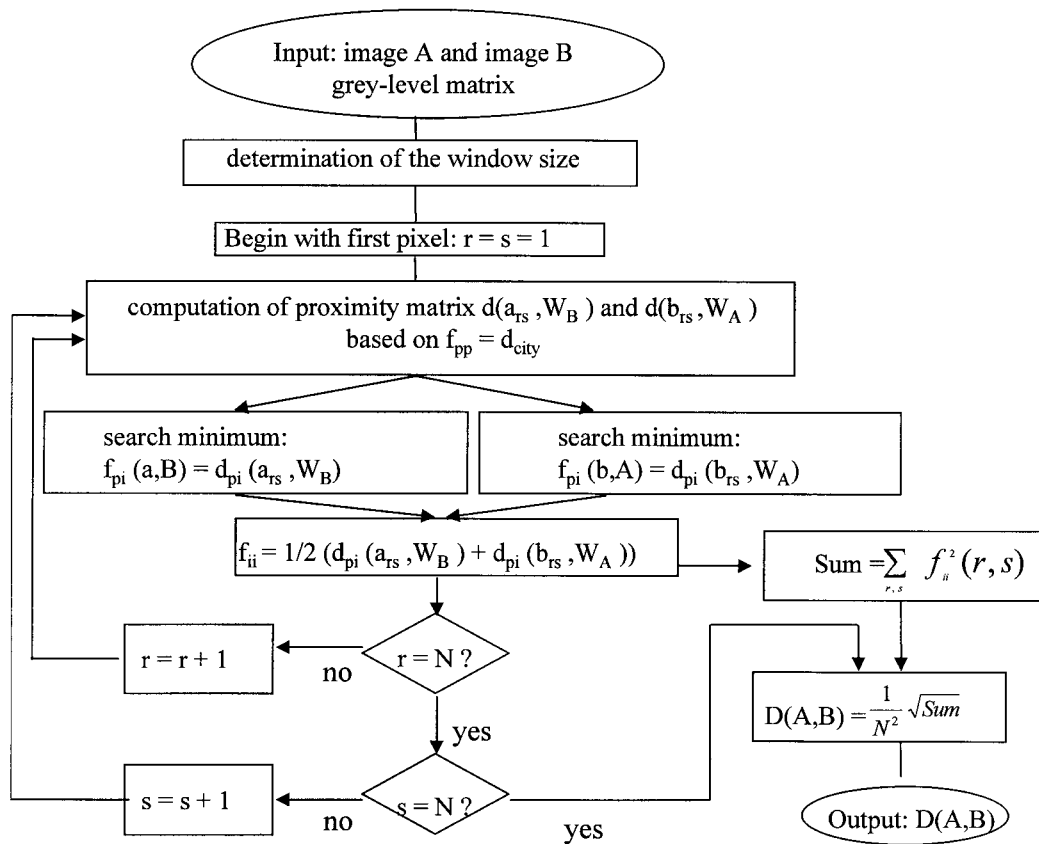 Input: image A and image B
grey-level matrix
determination of the window size
Begin with first pixel: r = s = 1
computation of proximity matrix d(a_rs ,W_B ) and d(b_rs ,W_A )
based on f_pp = d_city
search minimum:
f_pi (a,B) = d_pi (a_rs ,W_B)
search minimum:
f_pi (b,A) = d_pi (b_rs ,W_A)
f_ii = 1/2 (d_pi (a_rs ,W_B ) + d_pi (b_rs ,W_A ))
Sum = ∑_{r,s} f_ii^2 (r, s)
r = r + 1
no
r = N ?
yes
D(A,B) = 1/N^2 √Sum
s = s + 1
no
s = N ?
yes
Output: D(A,B)